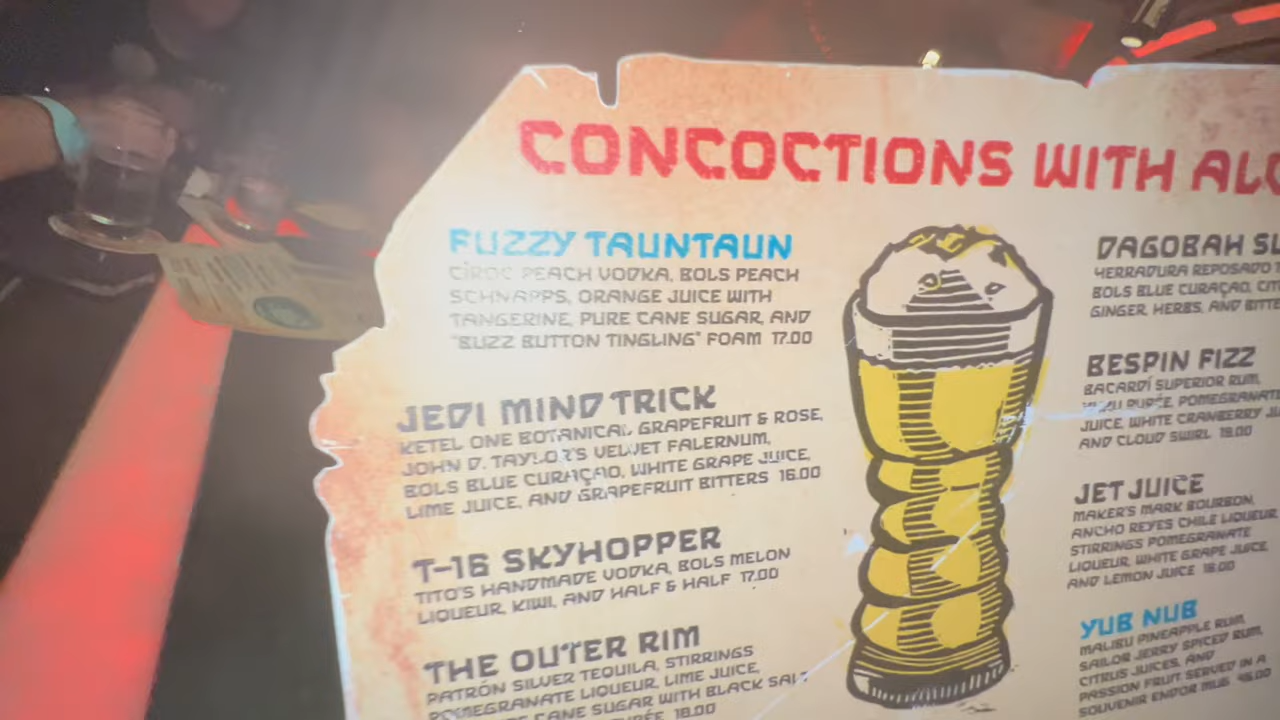 CONCOCTIONS WITH
FUZZY TAUNTAUN
CÎROC PEACH VODKA, BOLS PEACH
SCHNAPPS, ORANGE JUICE WITH
TANGERINE, PURE CANE SUGAR, AND
"BUZZ BUTTON TINGLING" FOAM 17.00
JEDI MIND TRICK
KETEL ONE BOTANICAL GRAPEFRUIT & ROSE,
JOHN D. TAYLOR'S VELVET FALERNUM,
BOLS BLUE CURAÇAO, WHITE GRAPE JUICE,
LIME JUICE, AND GRAPEFRUIT BITTERS 16.00
T-16 SKYHOPPER
TITO'S HANDMADE VODKA, BOLS MELON
LIQUEUR, KIWI, AND HALF & HALF 17.00
THE OUTER RIM
PATRÓN SILVER TEQUILA, STIRRINGS
POMEGRANATE LIQUEUR, LIME JUICE,
CANE SUGAR WITH BLACK SALT
18.00
DAGOBAH
HERRADURA REPOSADO
BOLS BLUE CURAÇAO,
GINGER, HERBS, AND
BESPIN FIZZ
BACARDÍ SUPERIOR RUM,
PURÉE,
JUICE, WHITE CRANBERRY
AND CLOUD SWIRL 18.00
JET JUICE
MAKER'S MARK BOURBON,
ANCHO REYES CHILE LIQUEUR,
STIRRINGS POMEGRANATE
LIQUEUR, WHITE GRAPE JUICE,
AND LEMON JUICE 18.00
YUB NUB
MALIBU PINEAPPLE RUM,
SAILOR JERRY SPICED RUM,
CITRUS JUICES, AND
PASSION FRUIT SERVED IN A
SOUVENIR ENDOR MUG